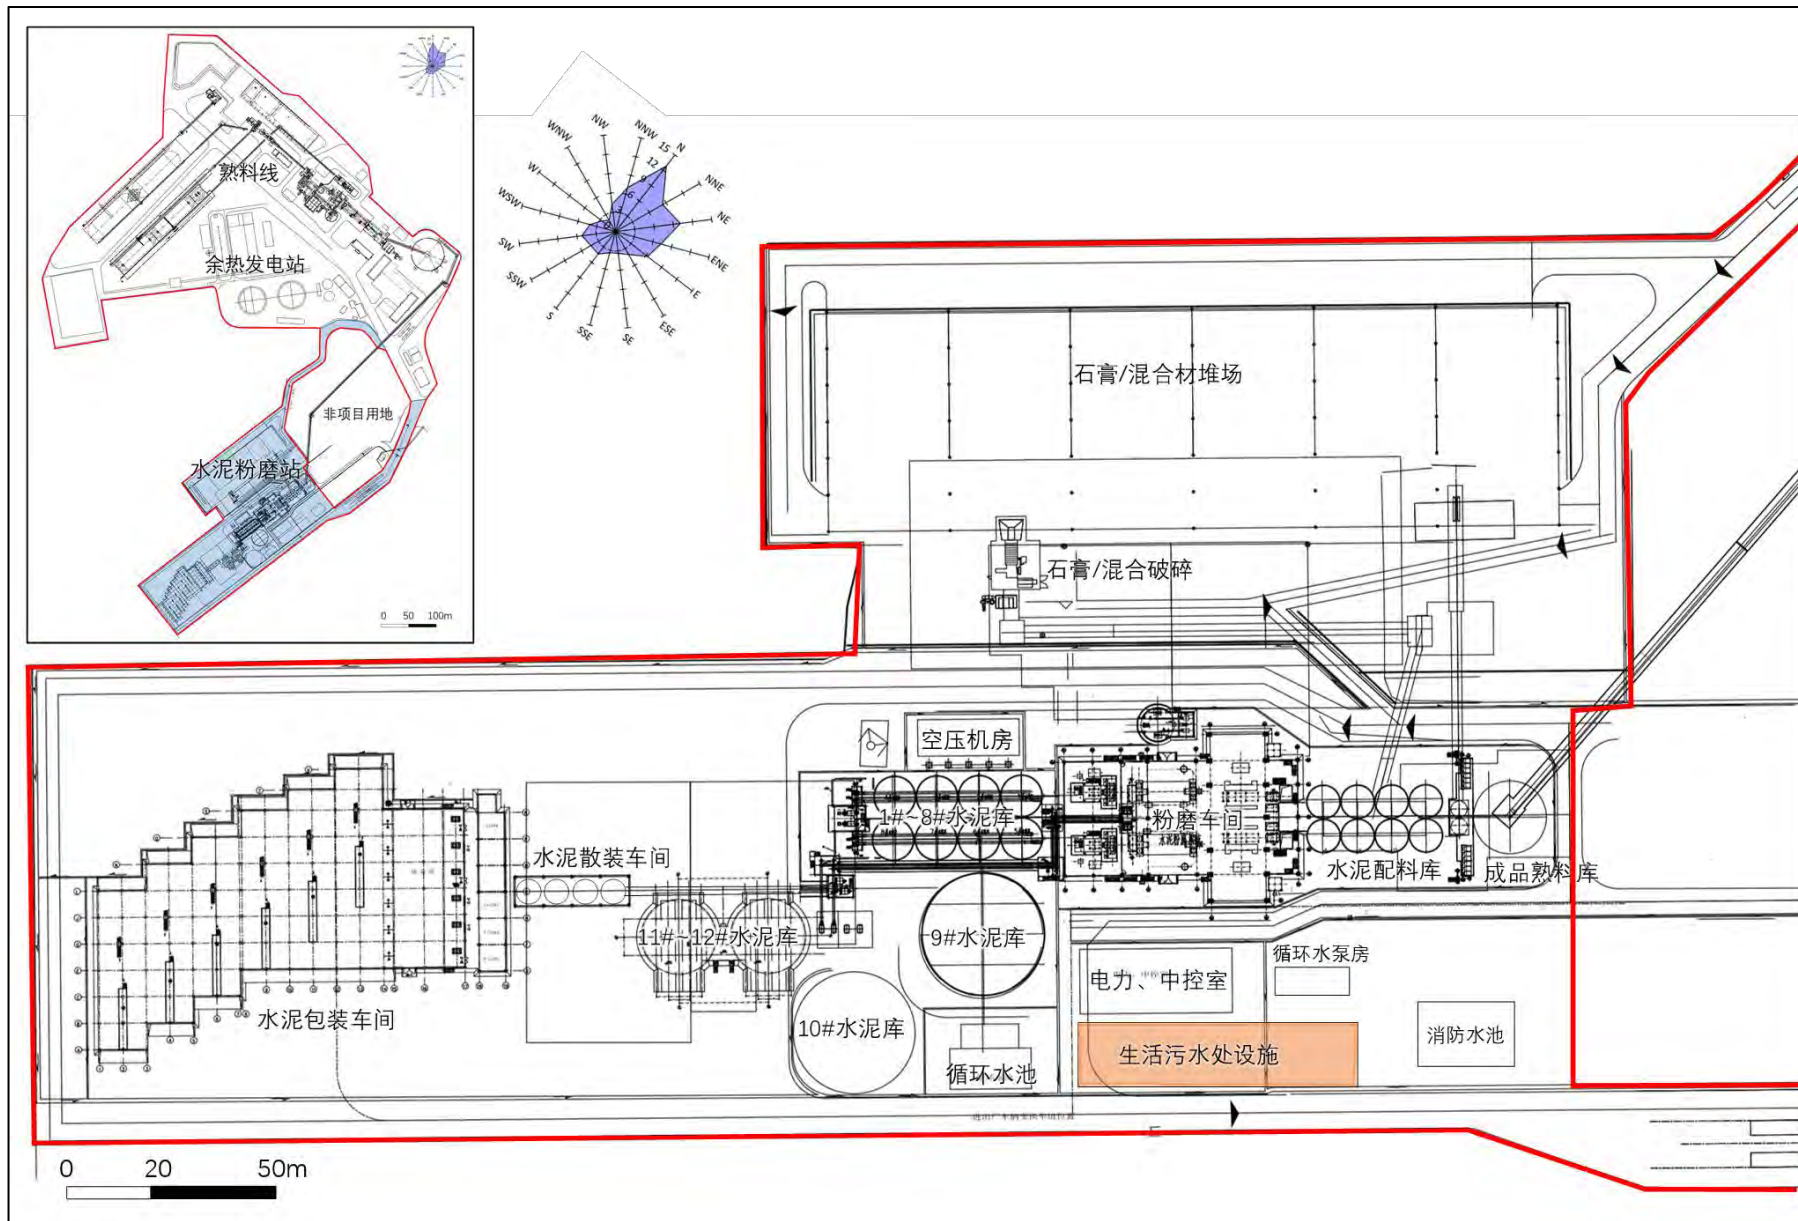 熟料线
余热发电站
非项目用地
水泥粉磨站
0 50 100m
WNW
NW
NNW
15
N
12
9
6
3
0
W
NNE
WSW
NE
SW
ENE
SSW
E
S
SSE
SE
ESE
石膏/混合材堆场
石膏/混合破碎
空压机房
1#~8#水泥库
粉磨车间
水泥散装车间
水泥配料库
成品熟料库
11#~12#水泥库
9#水泥库
循环水泵房
电力、中控室
水泥包装车间
10#水泥库
消防水池
生活污水处设施
循环水池
0 20 50m